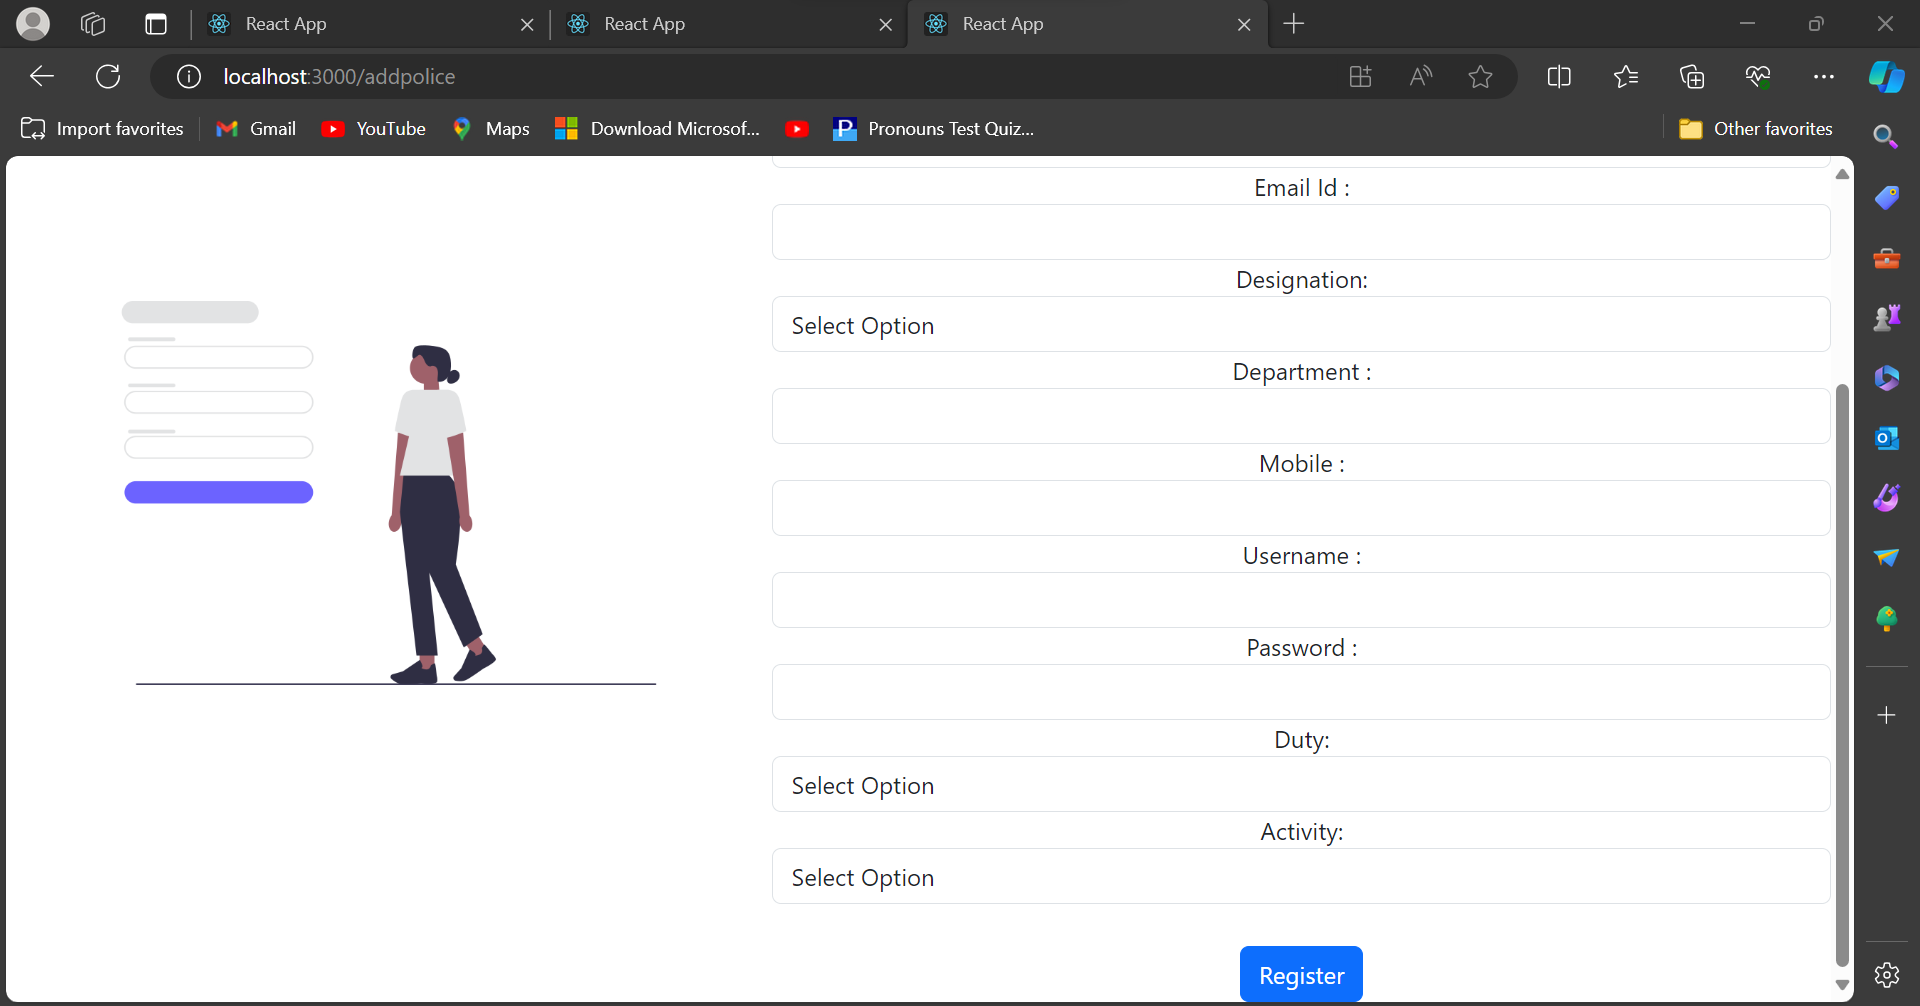 React App
React App
React App
localhost:3000/addpolice
Import favorites
Gmail
YouTube
Maps
Download Microsof...
P
Pronouns Test Quiz...
Other favorites
Email Id :
Designation:
Select Option
Department :
Mobile :
Username :
Password :
Duty:
Select Option
Activity:
Select Option
Register